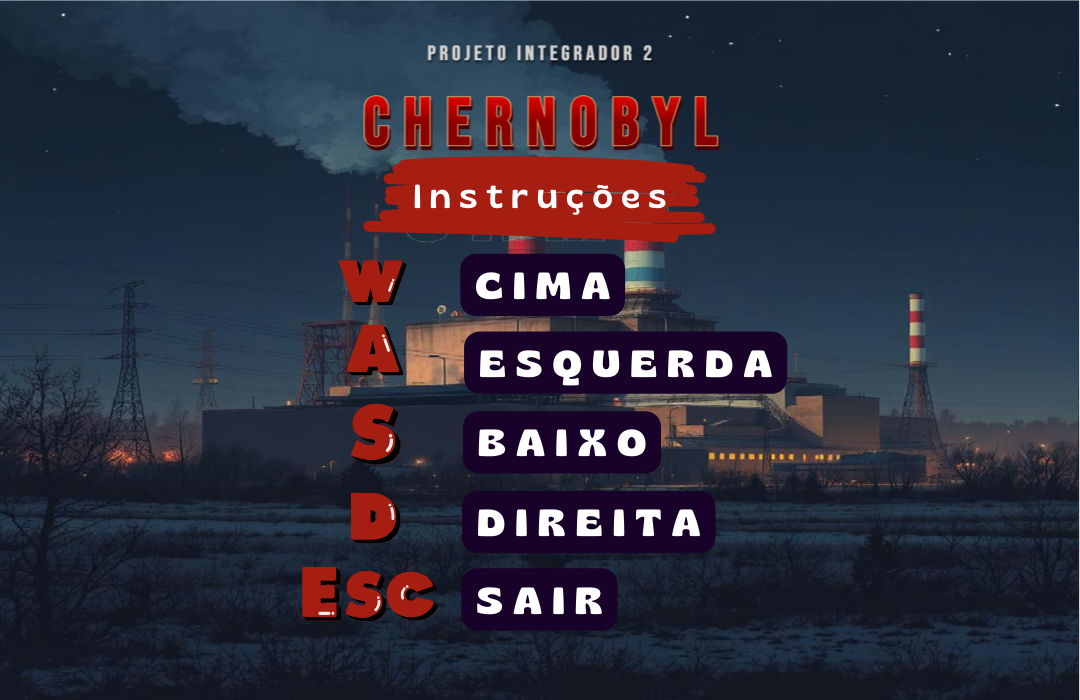 PROJETO INTEGRADOR 2
CHERNOBYL
Instruções
W CIMA
A ESQUERDA
S BAIXO
D DIREITA
ESC SAIR